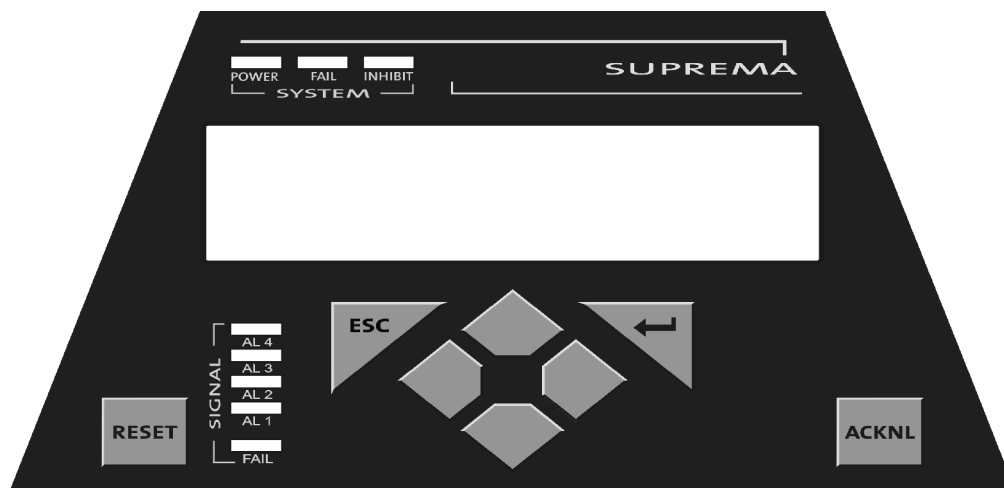 SUPREMA
POWER FAIL INHIBIT
SYSTEM
ESC
SIGNAL
AL 4
AL 3
AL 2
AL 1
FAIL
RESET
ACKNL